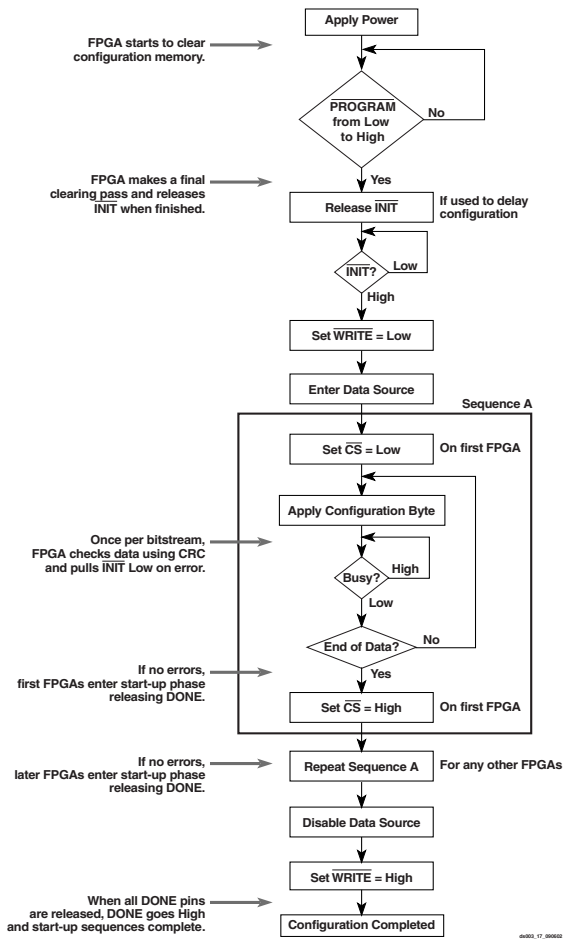 Apply Power
FPGA starts to clear
configuration memory.
PROGRAM
from Low
to High
No
Yes
FPGA makes a final
clearing pass and releases
INIT when finished.
Release INIT
If used to delay
configuration
INIT?
Low
High
Set WRITE = Low
Enter Data Source
Sequence A
Set CS = Low
On first FPGA
Apply Configuration Byte
Once per bitstream,
FPGA checks data using CRC
and pulls INIT Low on error.
Busy?
High
Low
End of Data?
No
Yes
If no errors,
first FPGAs enter start-up phase
releasing DONE.
Set CS = High
On first FPGA
If no errors,
later FPGAs enter start-up phase
releasing DONE.
Repeat Sequence A
For any other FPGAs
Disable Data Source
Set WRITE = High
When all DONE pins
are released, DONE goes High
and start-up sequences complete.
Configuration Completed
ds003_17_090602